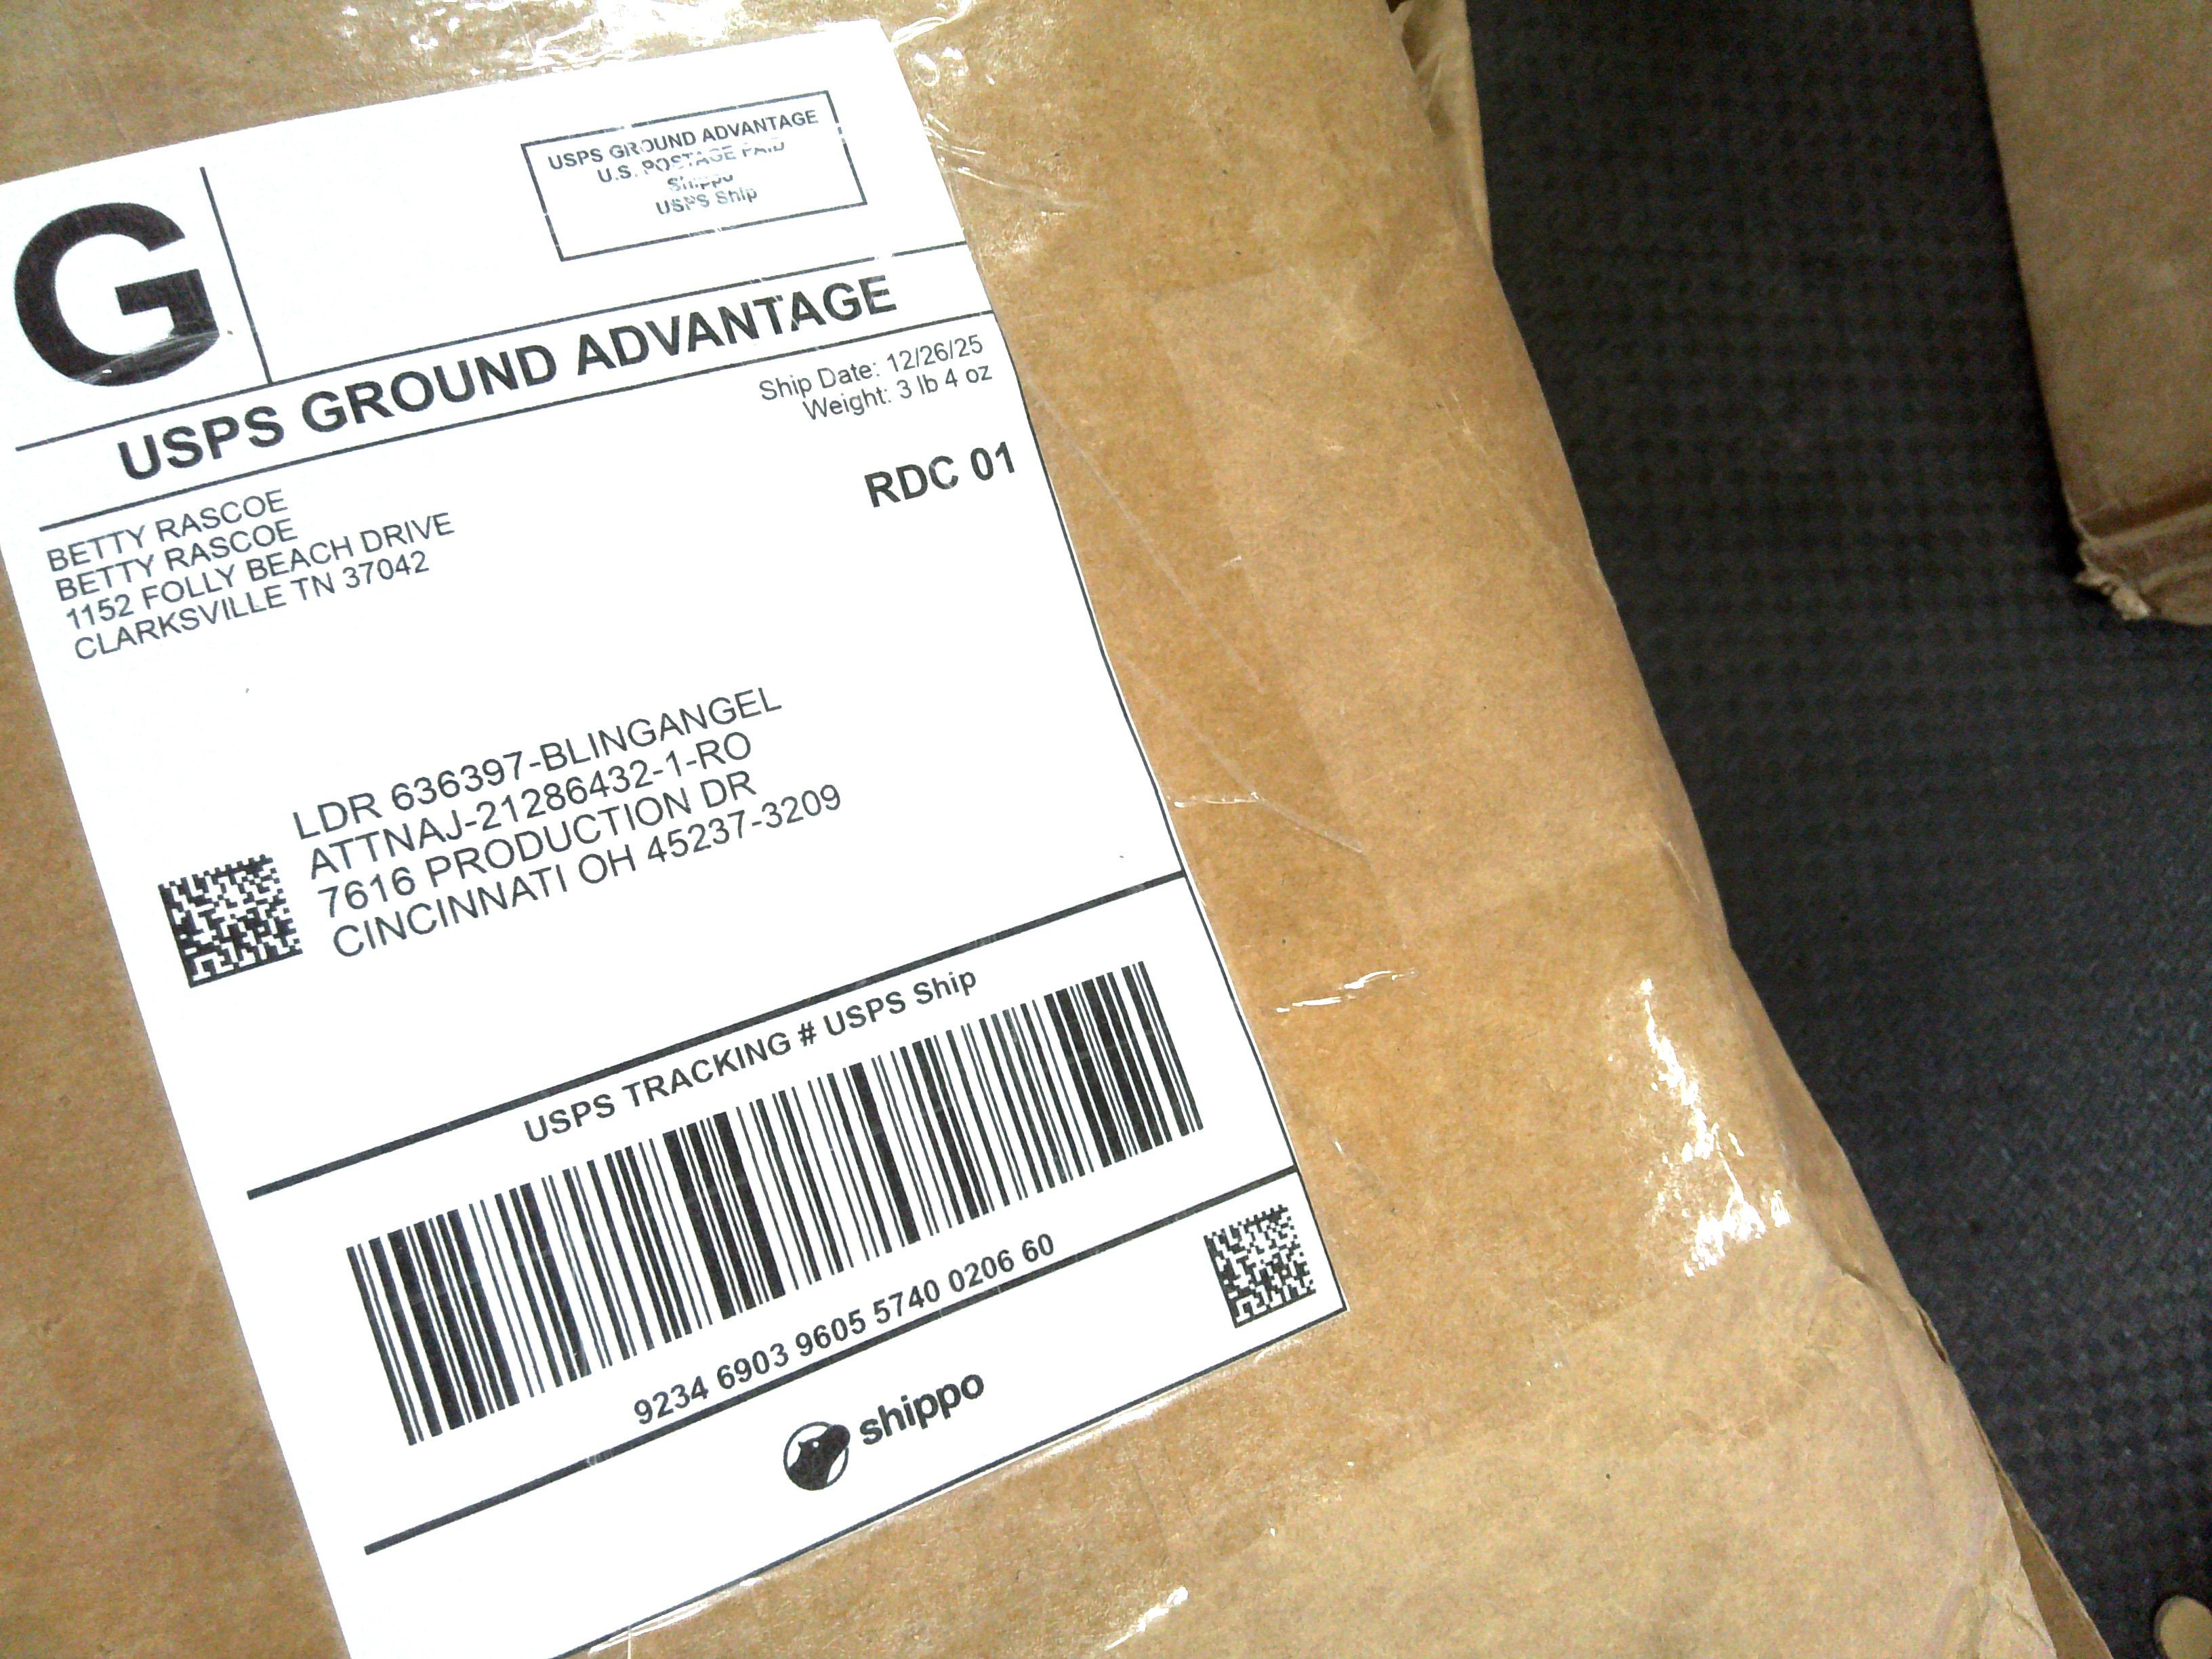 G
USPS GROUND ADVANTAGE
U.S. POSTAGE PAID
Shippo
USPS Ship
USPS GROUND ADVANTAGE
Ship Date: 12/26/25
Weight: 3 lb 4 oz
RDC 01
BETTY RASCOE
BETTY RASCOE
1152 FOLLY BEACH DRIVE
CLARKSVILLE TN 37042
LDR 636397-BLINGANGEL
ATTNAJ-21286432-1-RO
7616 PRODUCTION DR
CINCINNATI OH 45237-3209
USPS TRACKING # USPS Ship
9234 6903 9605 5740 0206 60
shippo